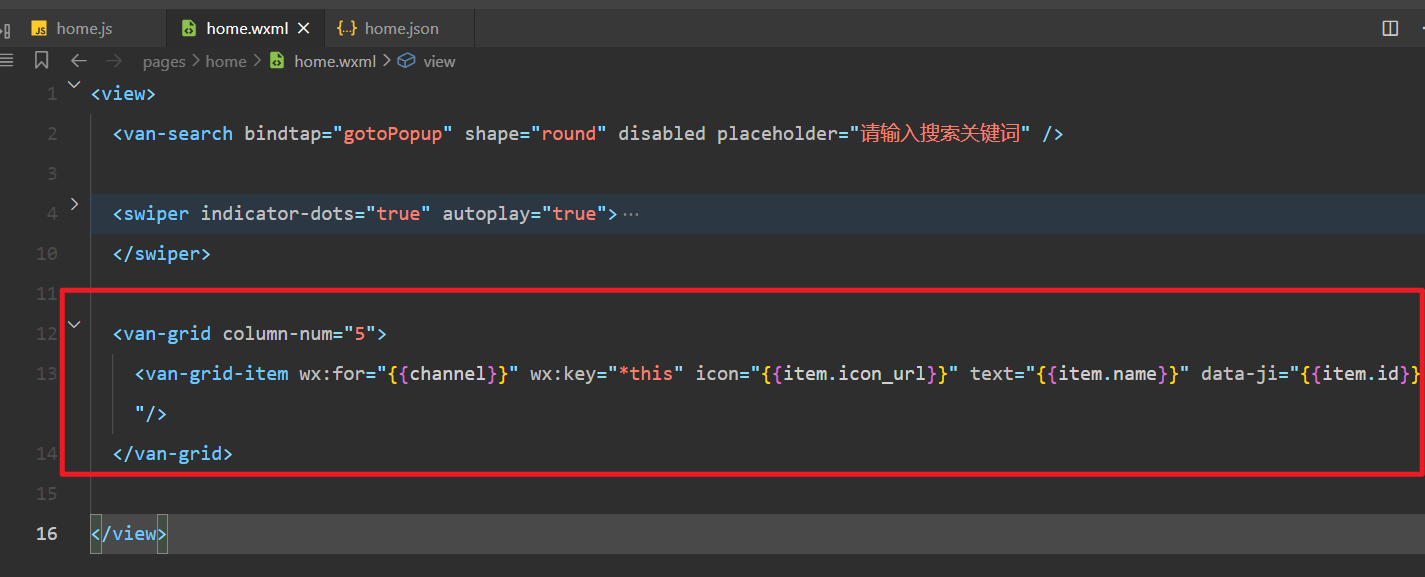 JS home.js home.wxml {..} home.json
pages home home.wxml view
1 <view>
2 <van-search bindtap="gotoPopup" shape="round" disabled placeholder="请输入搜索关键词" />
3
4 <swiper indicator-dots="true" autoplay="true"> ···
10 </swiper>
11
12 <van-grid column-num="5">
13 <van-grid-item wx:for="{{channel}}" wx:key="*this" icon="{{item.icon_url}}" text="{{item.name}}" data-ji="{{item.id}}
"/>
14 </van-grid>
15
16 </view>